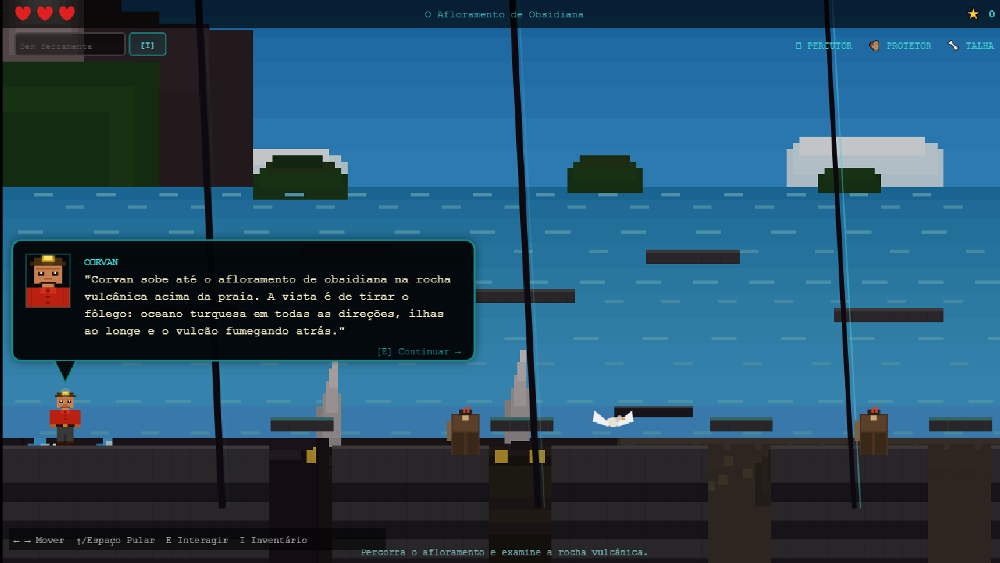 O Afloramento de Obsidiana
0
Sem ferramenta
[I]
PERCUTOR
PROTETOR
TALHA
CORVAN
"Corvan sobe até o afloramento de obsidiana na rocha
vulcânica acima da praia. A vista é de tirar o
fôlego: oceano turquesa em todas as direções, ilhas
ao longe e o vulcão fumegando atrás."
[E] Continuar →
← → Mover ↑/Espaço Pular E Interagir I Inventário
Percorra o afloramento e examine a rocha vulcânica.